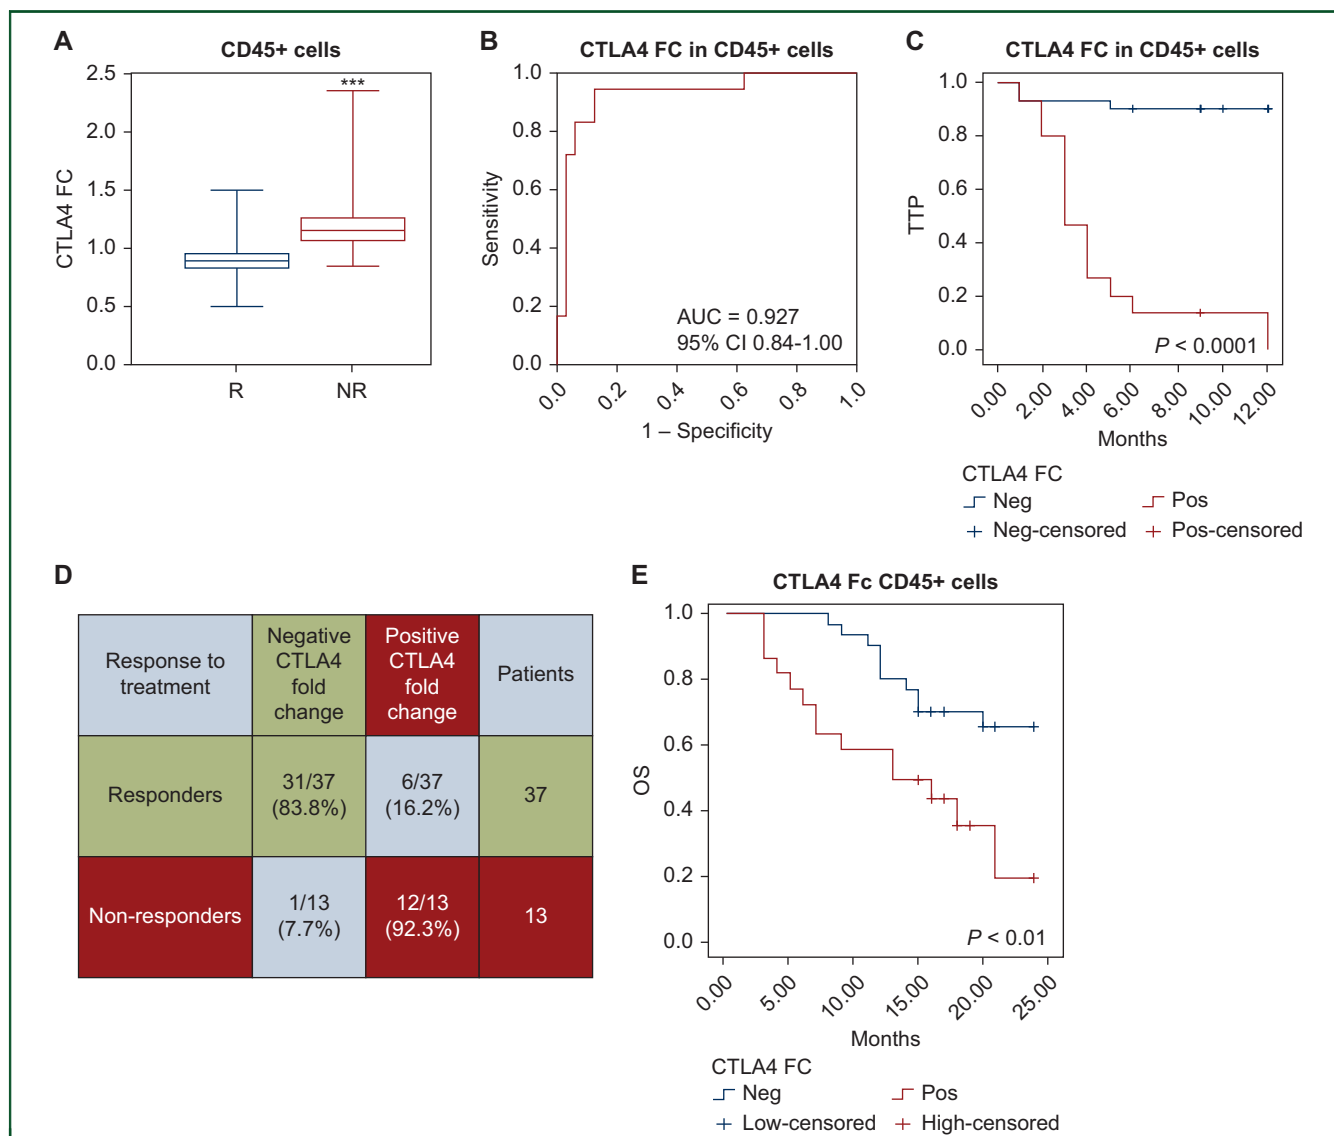 A
CD45+ cells
***
2.5
2.0
1.5
1.0
0.5
0.0
CTLA4 FC
R
NR
B
CTLA4 FC in CD45+ cells
1.0
0.8
0.6
0.4
0.2
0.0
Sensitivity
AUC = 0.927
95% CI 0.84-1.00
0.0
0.2
0.4
0.6
0.8
1.0
1 – Specificity
C
CTLA4 FC in CD45+ cells
1.0
0.8
0.6
0.4
0.2
0.0
TTP
P < 0.0001
0.00
2.00
4.00
6.00
8.00
10.00
12.00
Months
CTLA4 FC
Neg
Pos
Neg-censored
Pos-censored
D
Response to
treatment
Negative
CTLA4
fold
change
Positive
CTLA4
fold
change
Patients
Responders
31/37
(83.8%)
6/37
(16.2%)
37
Non-responders
1/13
(7.7%)
12/13
(92.3%)
13
E
CTLA4 Fc CD45+ cells
1.0
0.8
0.6
0.4
0.2
0.0
OS
P < 0.01
0.00
5.00
10.00
15.00
20.00
25.00
Months
CTLA4 FC
Neg
Pos
Low-censored
High-censored